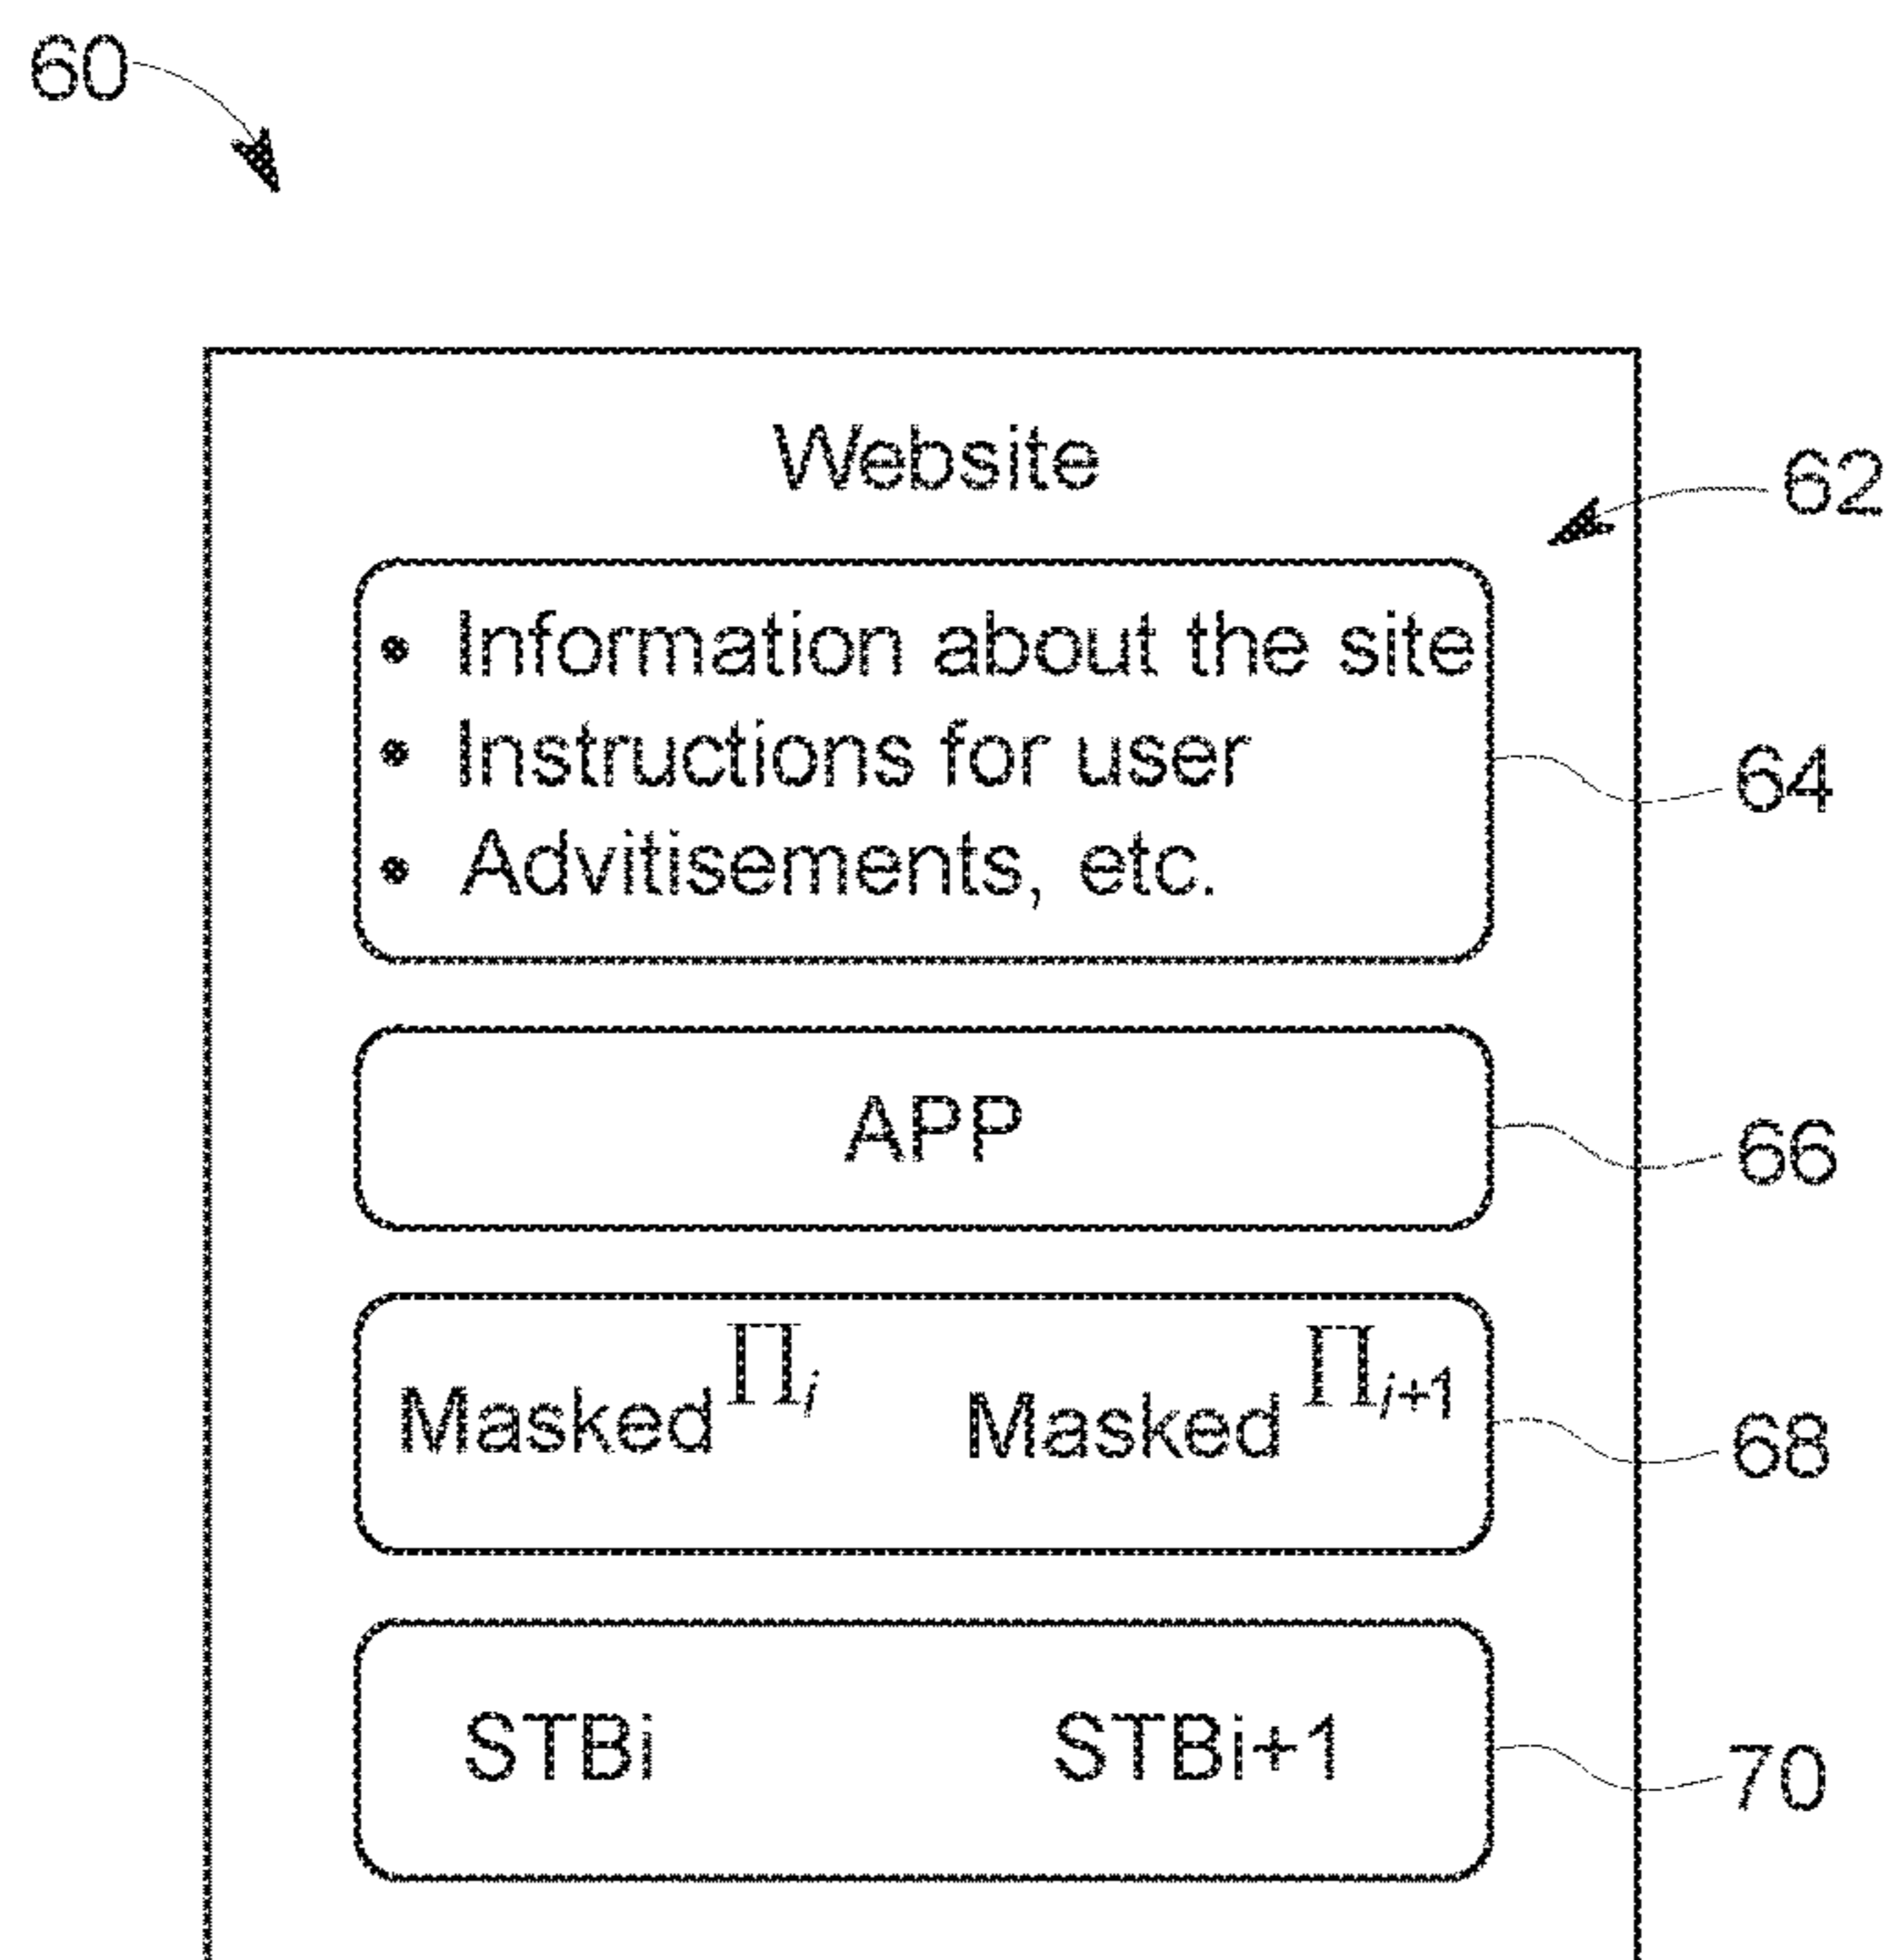 60
Website
62
• Information about the site
• Instructions for user
64
• Advitisements, etc.
APP
66
Masked Πi Masked Πi+1
68
STBi STBi+1
70